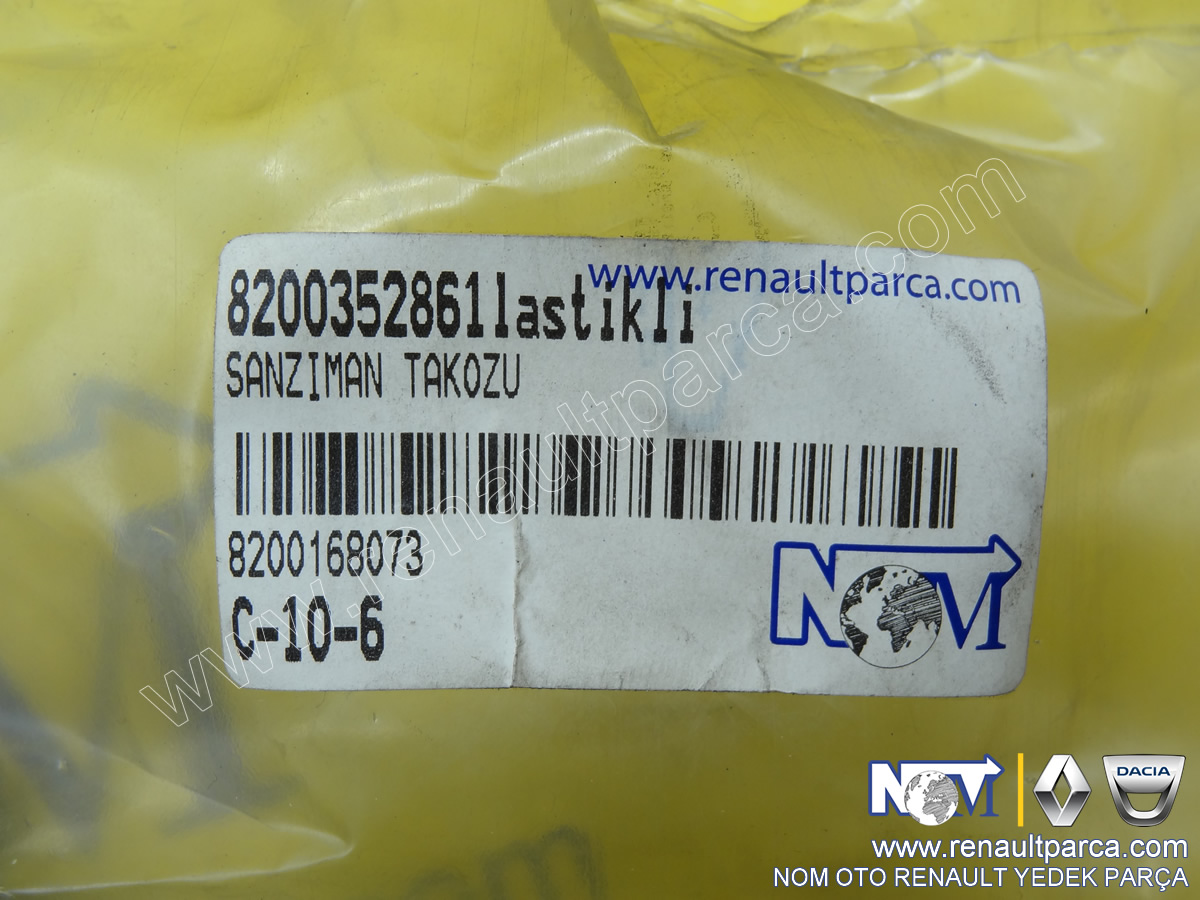 www.renaultparca.com
8200352861lastikli
SANZIMAN TAKOZU
8200168073
C-10-6
NOM
www.renaultparca.com
NOM
DACIA
www.renaultparca.com
NOM OTO RENAULT YEDEK PARÇA